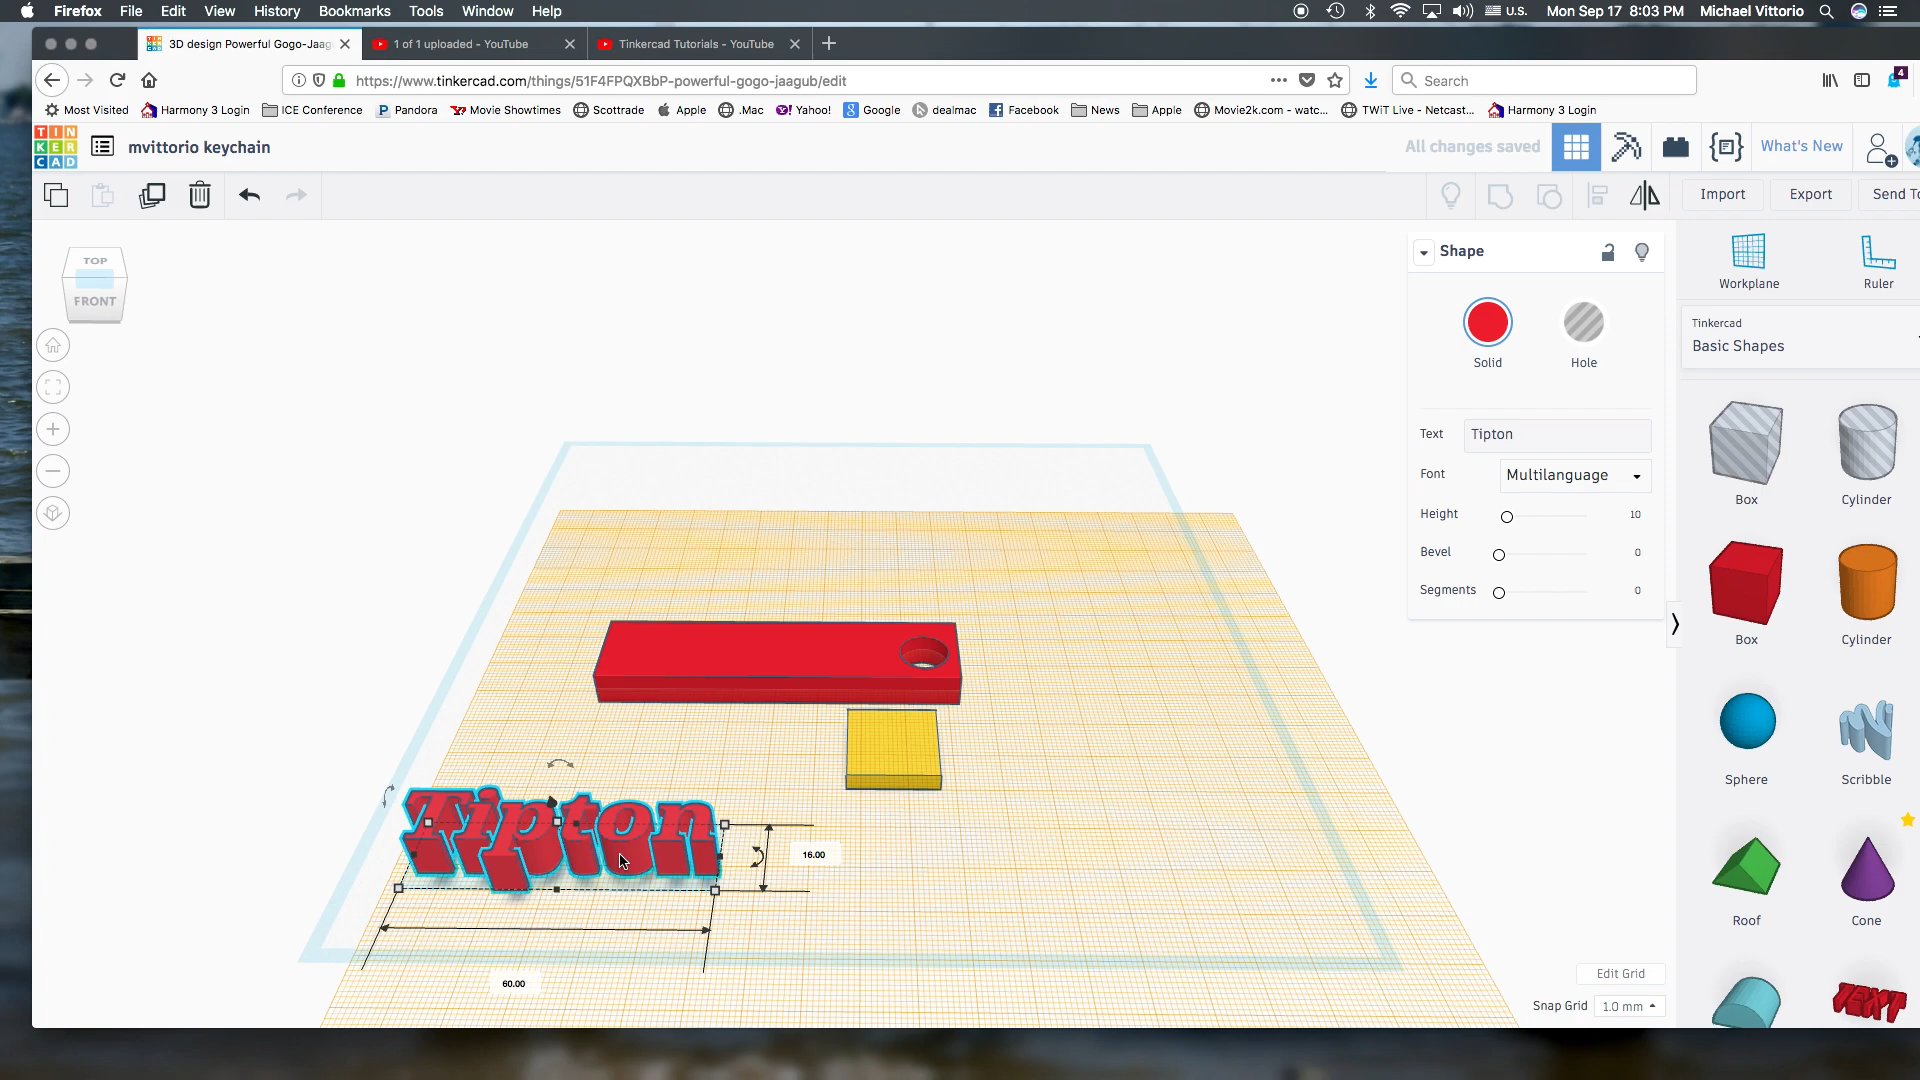 Firefox File Edit View History Bookmarks Tools Window Help U.S. Mon Sep 17 8:03 PM Michael Vittorio
3D design Powerful Gogo-Jaag 1 of 1 uploaded - YouTube Tinkercad Tutorials - YouTube
https://www.tinkercad.com/things/51F4FPQXBbP-powerful-gogo-jaagub/edit Search 4
Most Visited Harmony 3 Login ICE Conference Pandora Movie Showtimes Scottrade Apple .Mac Yahoo! Google dealmac Facebook News Apple Movie2k.com - watc... TWiT Live - Netcast... Harmony 3 Login
TIN
KER
CAD
mvittorio keychain All changes saved What's New
Import Export Send To
TOP
FRONT
Shape
Solid Hole
Text Tipton
Font Multilanguage
Height 10
Bevel 0
Segments 0
Workplane Ruler
Tinkercad
Basic Shapes
Box Cylinder
Box Cylinder
Sphere Scribble
Roof Cone
TEXT
Tipton
16.00
60.00
Edit Grid
Snap Grid 1.0 mm